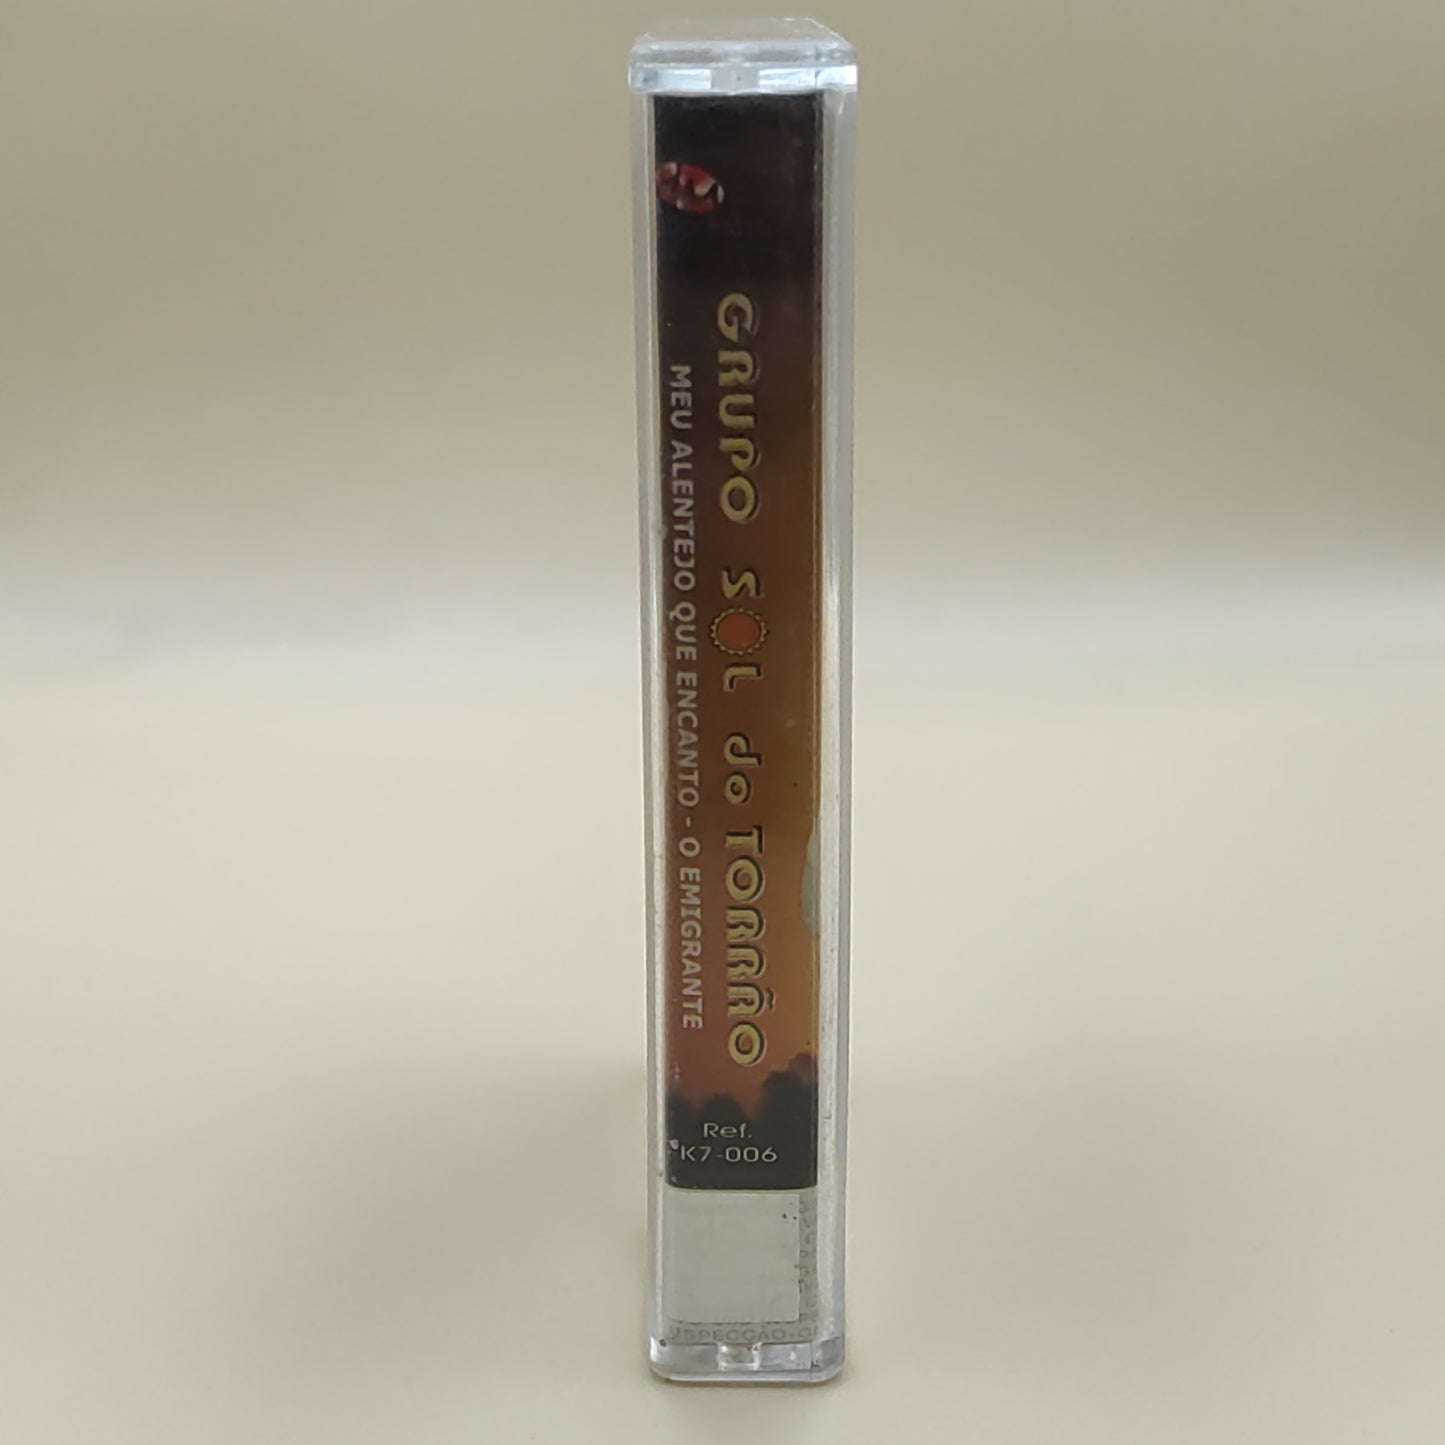 GRUPO SOL do TORRÃO
MEU ALENTEJO QUE ENCANTO - O EMIGRANTE
Ref.
K7-006